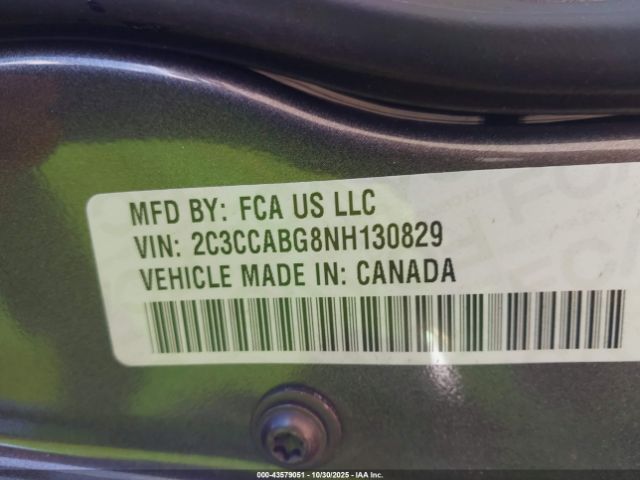 MFD BY: FCA US LLC
VIN: 2C3CCABG8NH130829
VEHICLE MADE IN: CANADA
000-43579051 - 10/30/2025 - IAA Inc.